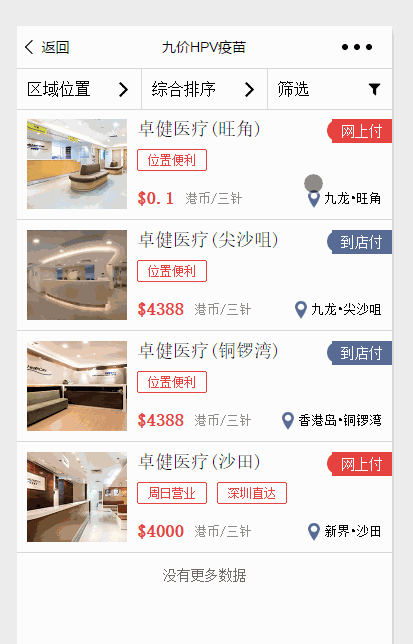 返回 九价HPV疫苗 •••
区域位置 综合排序 筛选
卓健医疗(旺角) 网上付
位置便利
$0.1 港币/三针 九龙•旺角
卓健医疗(尖沙咀) 到店付
位置便利
$4388 港币/三针 九龙•尖沙咀
卓健医疗(铜锣湾) 到店付
位置便利
$4388 港币/三针 香港岛•铜锣湾
卓健医疗(沙田) 网上付
周日营业 深圳直达
$4000 港币/三针 新界•沙田
没有更多数据